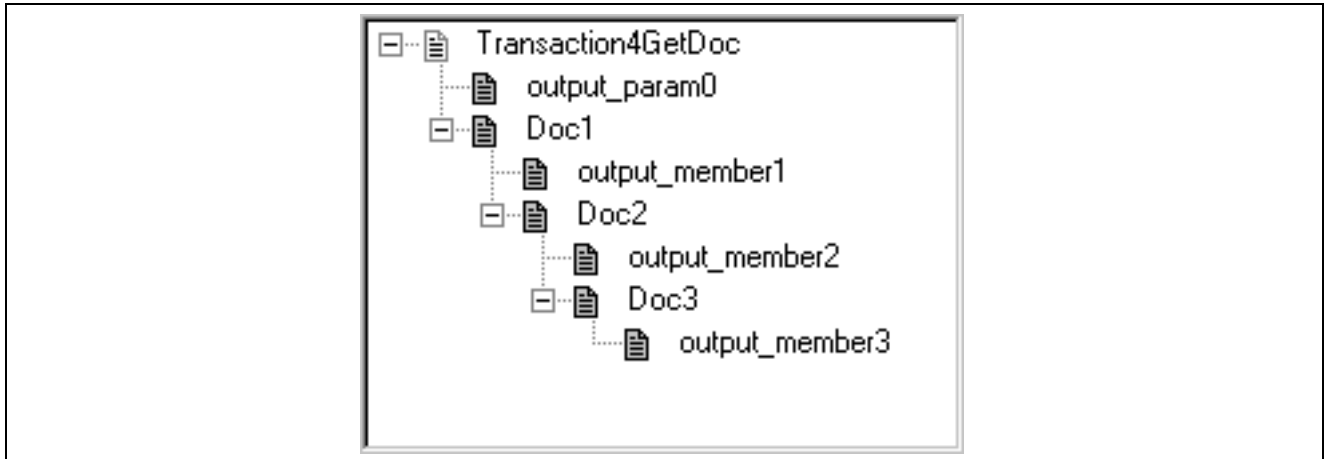 Transaction4GetDoc
output_param0
Doc1
output_member1
Doc2
output_member2
Doc3
output_member3